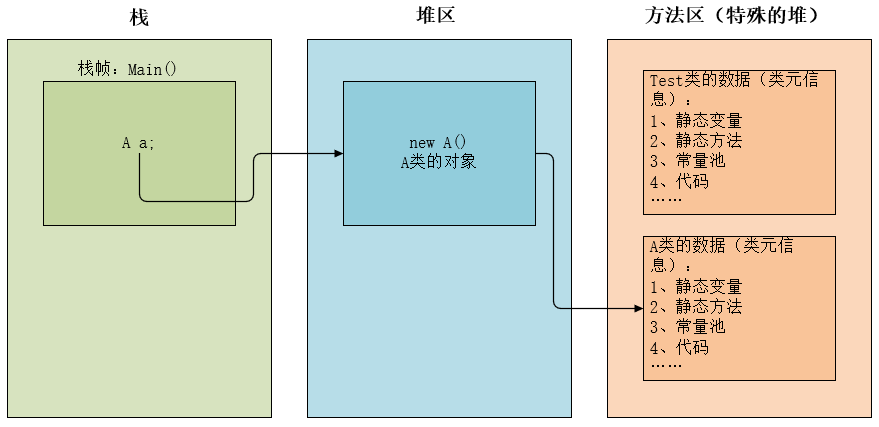 栈
堆区
方法区（特殊的堆）
栈帧：Main()
A a;
new A()
A类的对象
Test类的数据（类元信
息）：
1、静态变量
2、静态方法
3、常量池
4、代码
……
A类的数据（类元信
息）：
1、静态变量
2、静态方法
3、常量池
4、代码
……